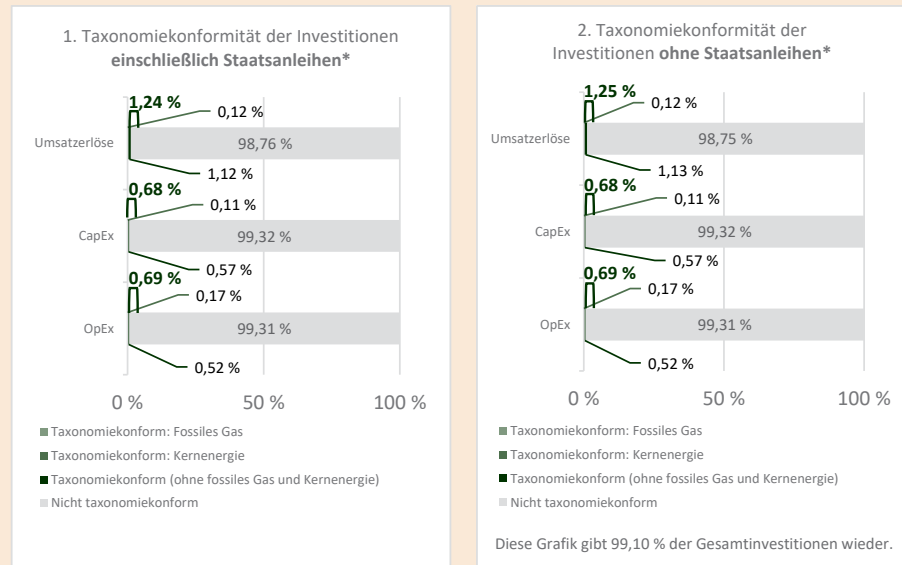 1. Taxonomiekonformität der Investitionen
einschließlich Staatsanleihen*
1,24 %
0,12 %
Umsatzerlöse
98,76 %
1,12 %
0,68 %
0,11 %
CapEx
99,32 %
0,57 %
0,69 %
0,17 %
OpEx
99,31 %
0,52 %
0 %
50 %
100 %
Taxonomiekonform: Fossiles Gas
Taxonomiekonform: Kernenergie
Taxonomiekonform (ohne fossiles Gas und Kernenergie)
Nicht taxonomiekonform
2. Taxonomiekonformität der
Investitionen ohne Staatsanleihen*
1,25 %
0,12 %
Umsatzerlöse
98,75 %
1,13 %
0,68 %
0,11 %
CapEx
99,32 %
0,57 %
0,69 %
0,17 %
OpEx
99,31 %
0,52 %
0 %
50 %
100 %
Taxonomiekonform: Fossiles Gas
Taxonomiekonform: Kernenergie
Taxonomiekonform (ohne fossiles Gas und Kernenergie)
Nicht taxonomiekonform
Diese Grafik gibt 99,10 % der Gesamtinvestitionen wieder.